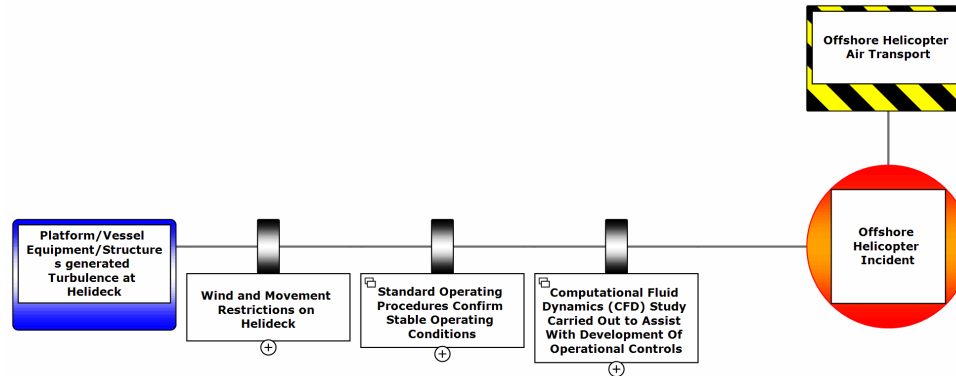 Offshore Helicopter
Air Transport
Platform/Vessel
Equipment/Structure
s generated
Turbulence at
Helideck
Wind and Movement
Restrictions on
Helideck
Standard Operating
Procedures Confirm
Stable Operating
Conditions
Computational Fluid
Dynamics (CFD) Study
Carried Out to Assist
With Development Of
Operational Controls
Offshore
Helicopter
Incident